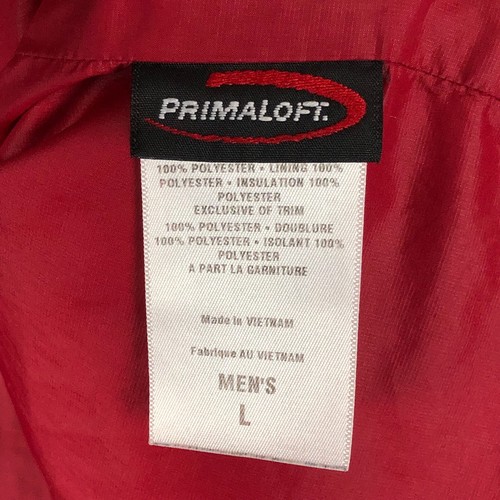 PRIMALOFT.
100% POLYESTER • LINING 100%
POLYESTER • INSULATION 100%
POLYESTER
EXCLUSIVE OF TRIM
100% POLYESTER • DOUBLURE
100% POLYESTER • ISOLANT 100%
POLYESTER
A PART LA GARNITURE
Made in VIETNAM
Fabrique AU VIETNAM
MEN'S
L